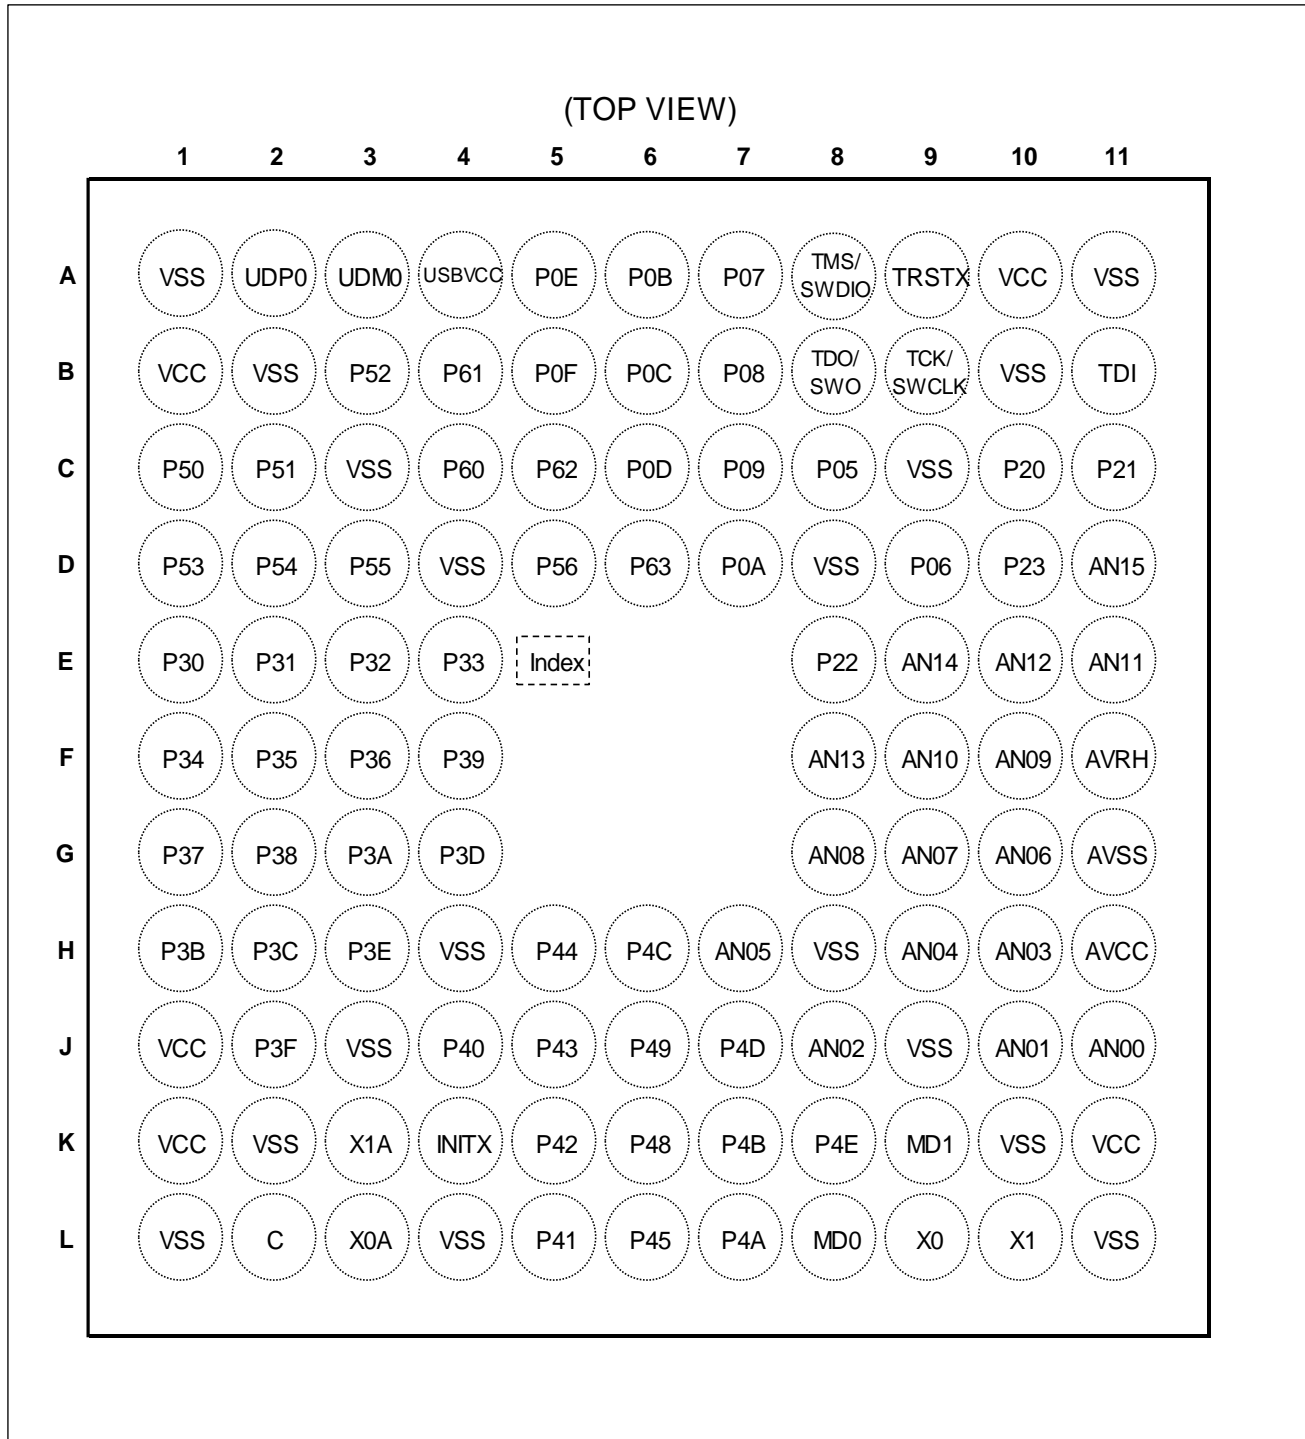 (TOP VIEW)
1 2 3 4 5 6 7 8 9 10 11
A VSS UDP0 UDM0 USBVCC P0E P0B P07 TMS/ SWDIO TRSTX VCC VSS
B VCC VSS P52 P61 P0F P0C P08 TDO/ SWO TCK/ SWCLK VSS TDI
C P50 P51 VSS P60 P62 P0D P09 P05 VSS P20 P21
D P53 P54 P55 VSS P56 P63 P0A VSS P06 P23 AN15
E P30 P31 P32 P33 Index P22 AN14 AN12 AN11
F P34 P35 P36 P39 AN13 AN10 AN09 AVRH
G P37 P38 P3A P3D AN08 AN07 AN06 AVSS
H P3B P3C P3E VSS P44 P4C AN05 VSS AN04 AN03 AVCC
J VCC P3F VSS P40 P43 P49 P4D AN02 VSS AN01 AN00
K VCC VSS X1A INITX P42 P48 P4B P4E MD1 VSS VCC
L VSS C X0A VSS P41 P45 P4A MD0 X0 X1 VSS